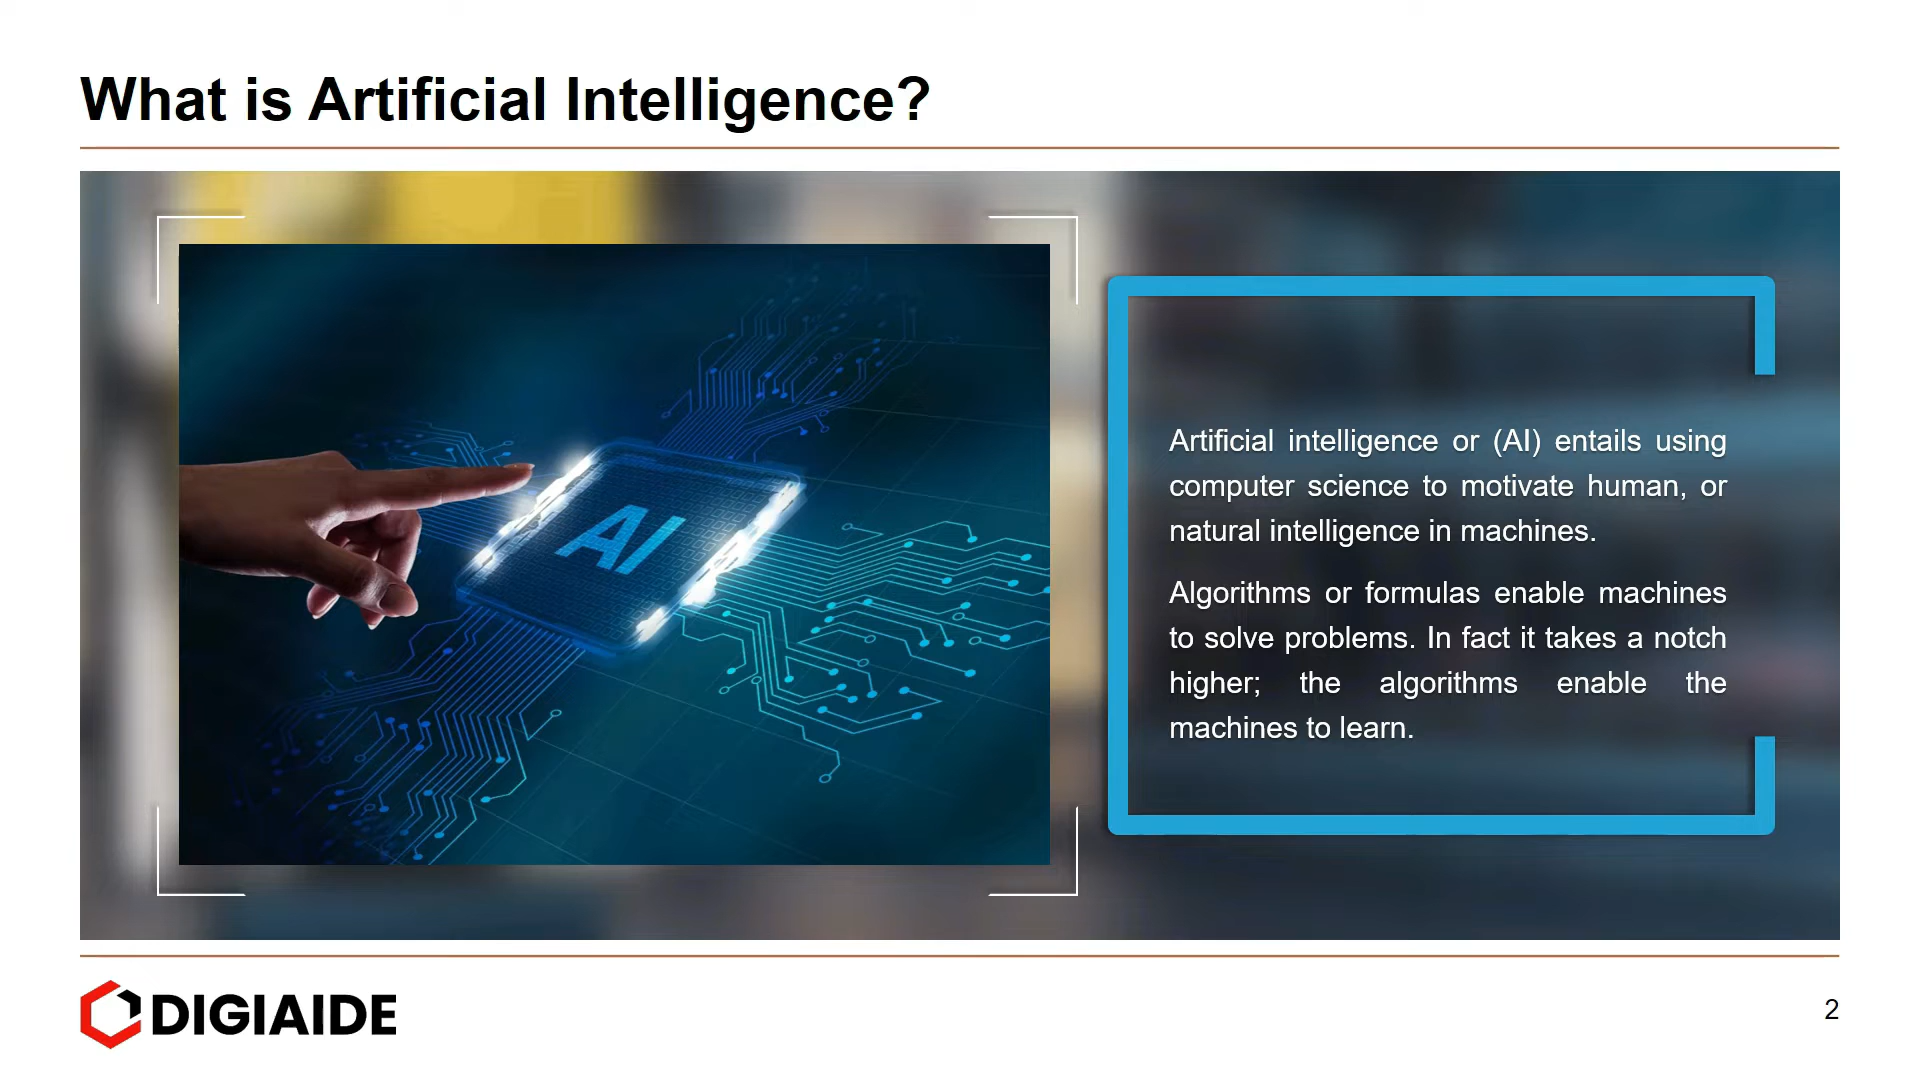 What is Artificial Intelligence?
AI
Artificial intelligence or (AI) entails using
computer science to motivate human, or
natural intelligence in machines.
Algorithms or formulas enable machines
to solve problems. In fact it takes a notch
higher; the algorithms enable the
machines to learn.
DIGIAIDE
2